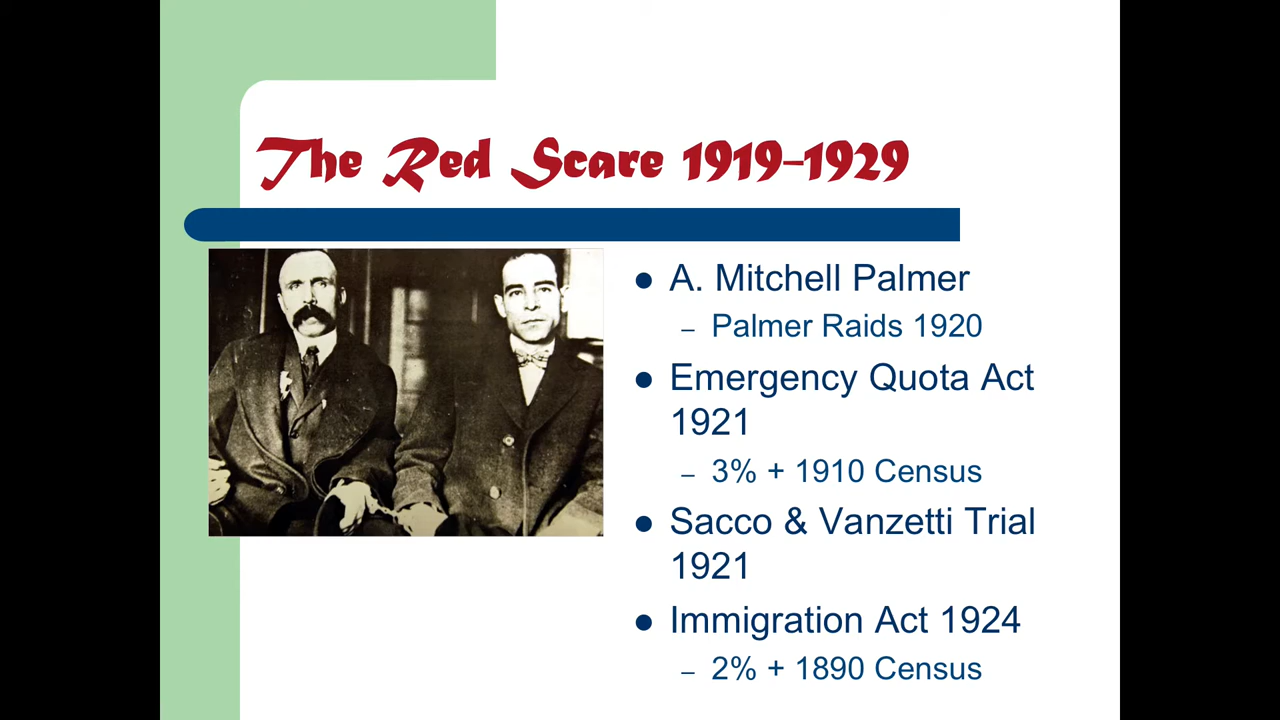 The Red Scare 1919–1929
● A. Mitchell Palmer
– Palmer Raids 1920
● Emergency Quota Act
1921
– 3% + 1910 Census
● Sacco & Vanzetti Trial
1921
● Immigration Act 1924
– 2% + 1890 Census